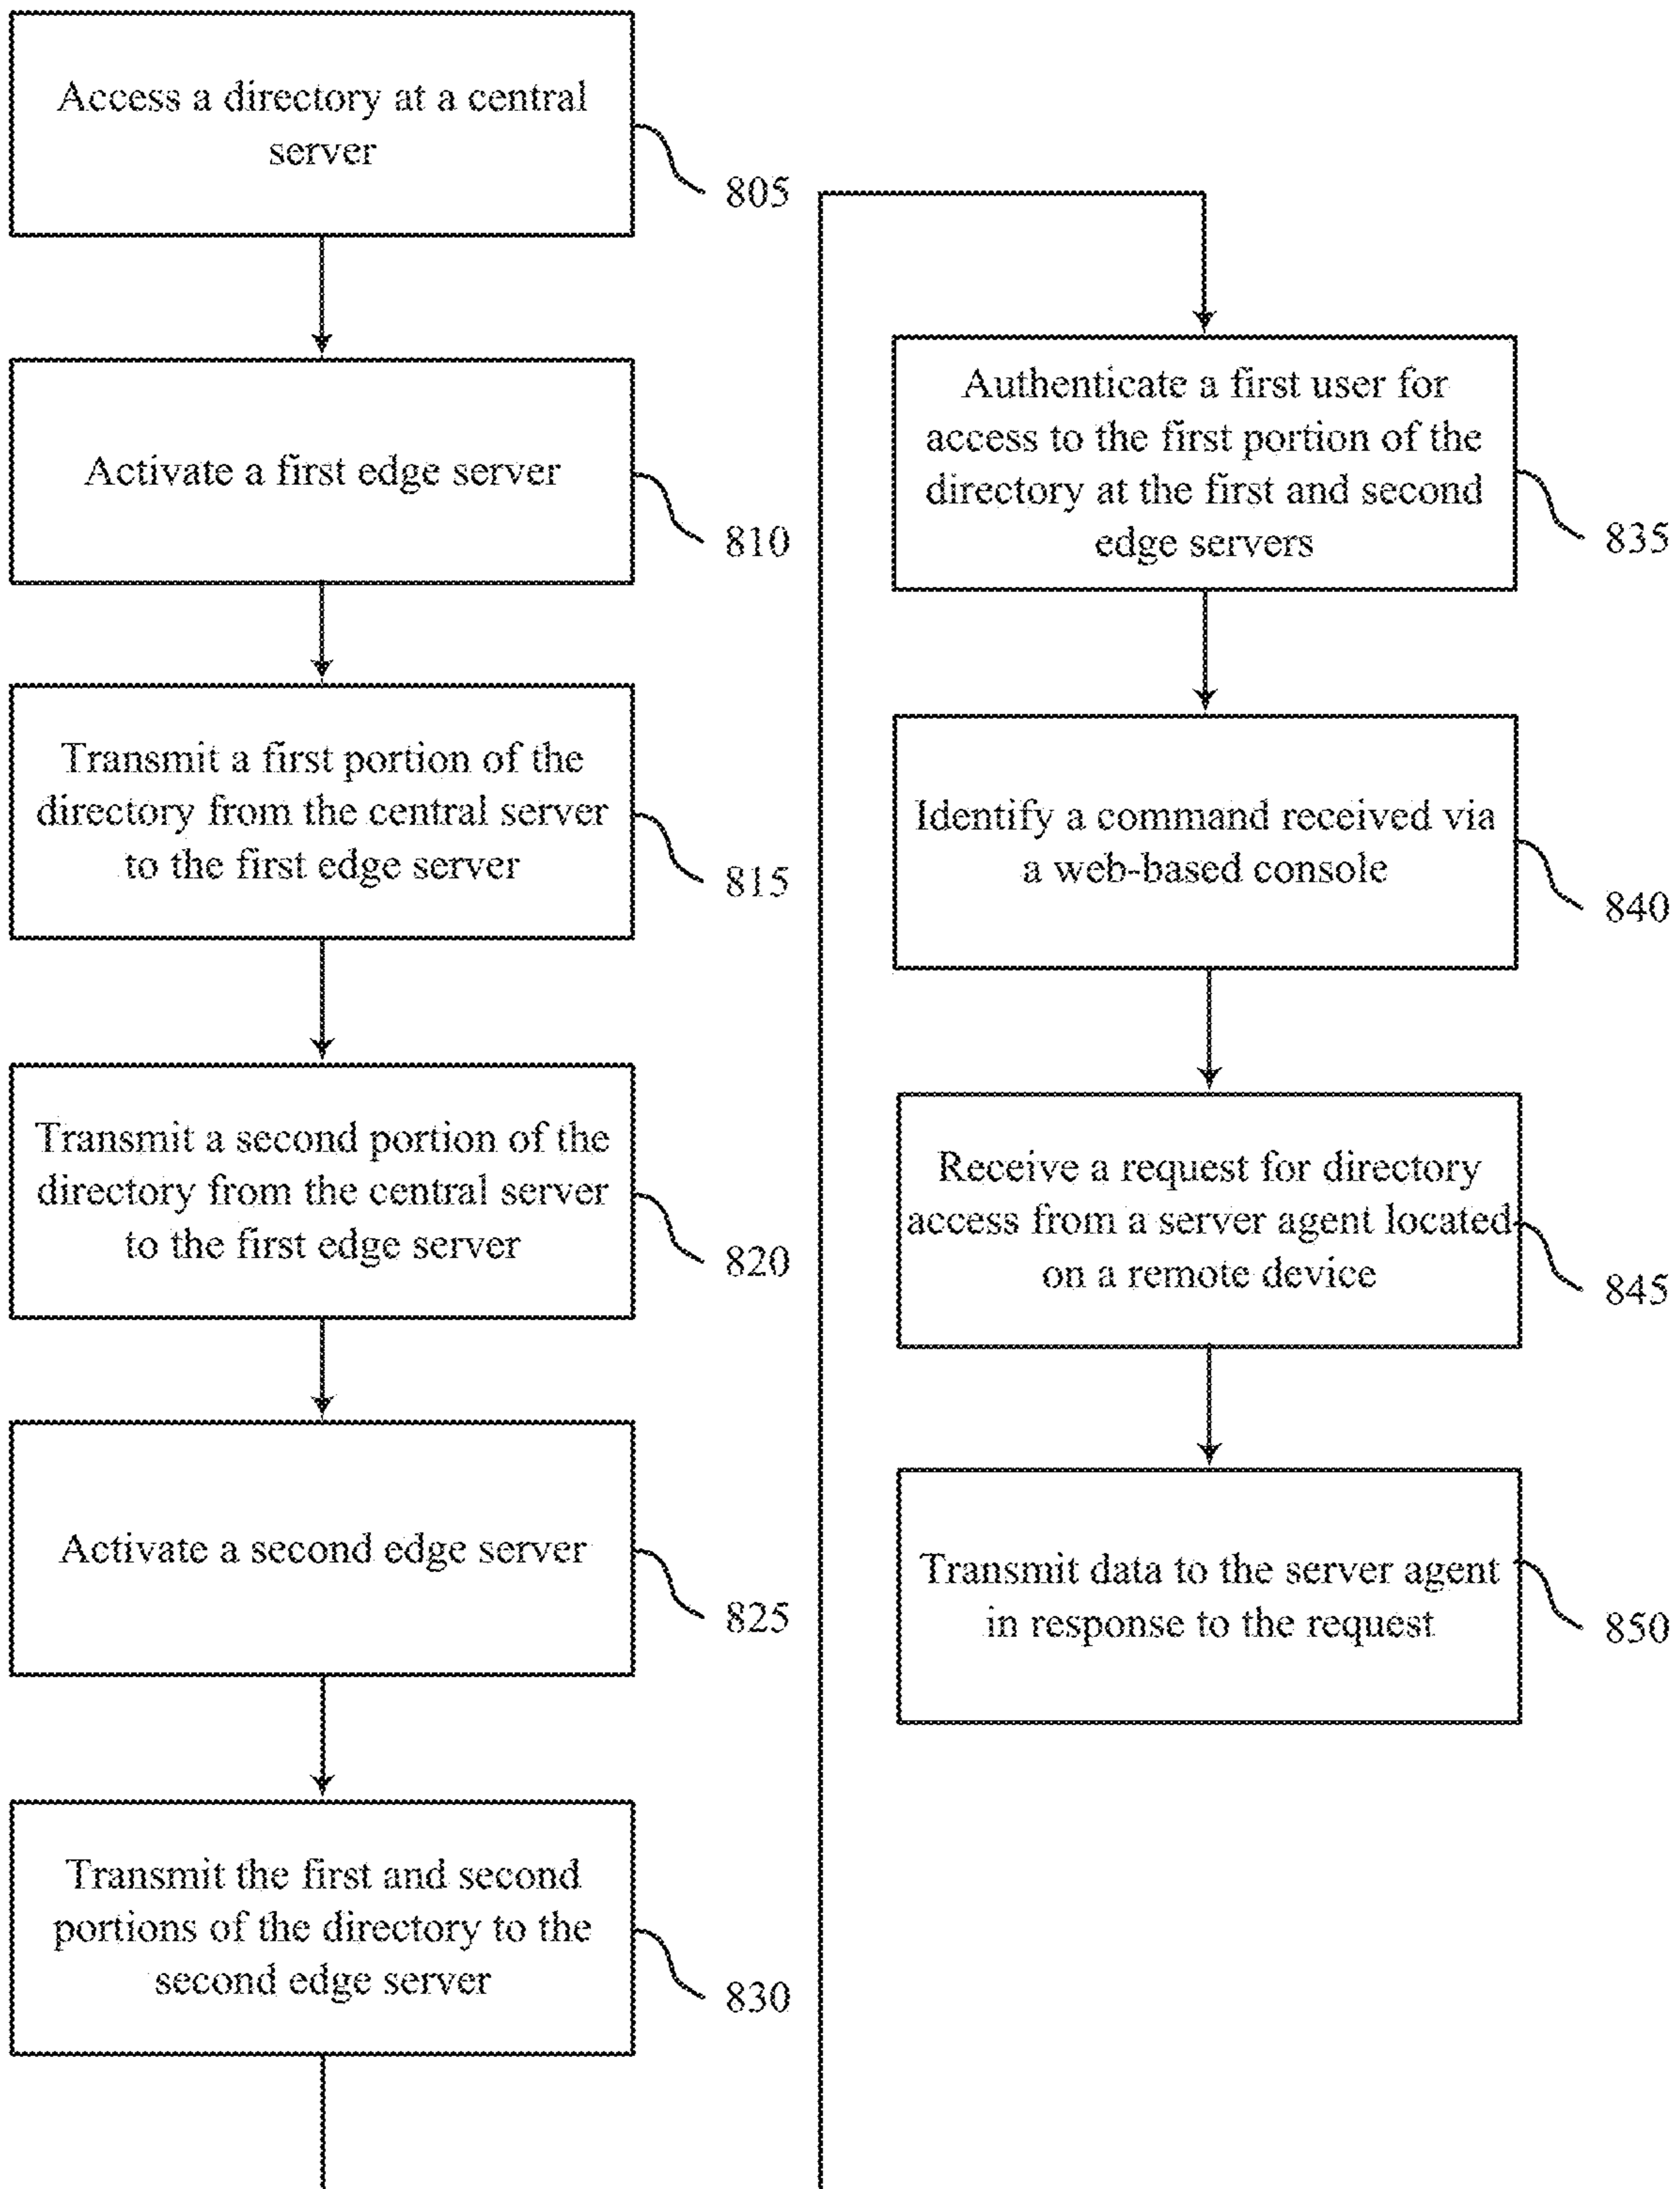 Access a directory at a central
server
805
Activate a first edge server
810
Transmit a first portion of the
directory from the central server
to the first edge server
815
Transmit a second portion of the
directory from the central server
to the first edge server
820
Activate a second edge server
825
Transmit the first and second
portions of the directory to the
second edge server
830
Authenticate a first user for
access to the first portion of the
directory at the first and second
edge servers
835
Identify a command received via
a web-based console
840
Receive a request for directory
access from a server agent located
on a remote device
845
Transmit data to the server agent
in response to the request
850